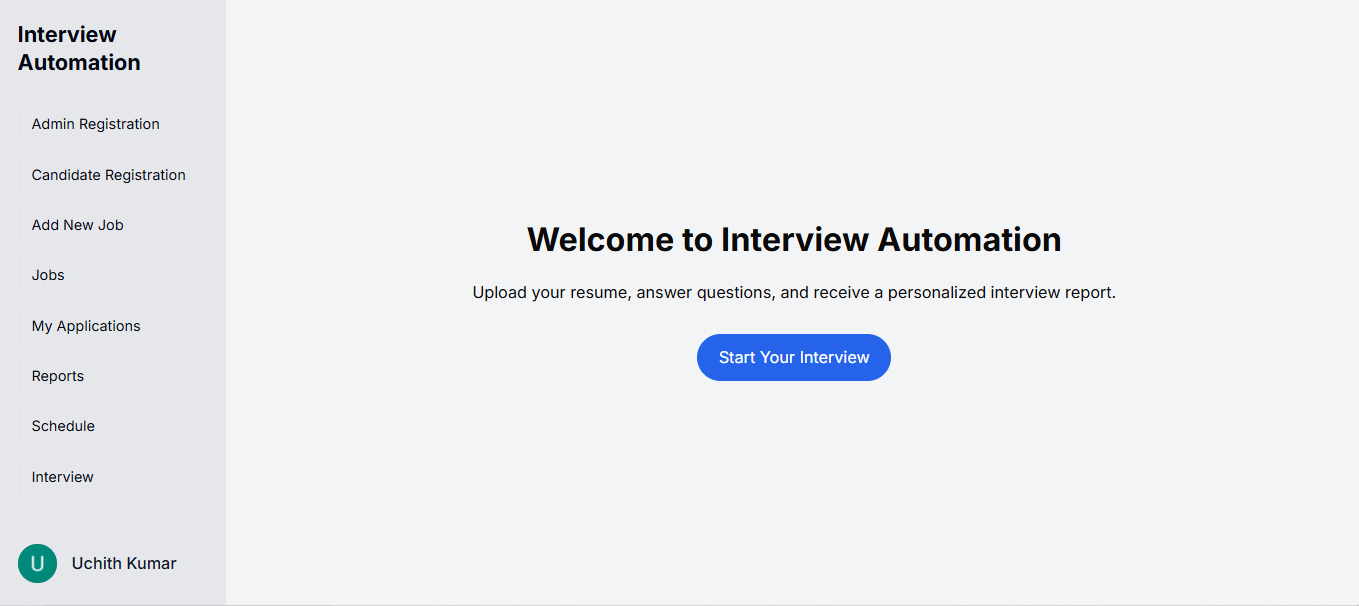 Interview
Automation
Admin Registration
Candidate Registration
Add New Job
Jobs
My Applications
Reports
Schedule
Interview
U
Uchith Kumar
Welcome to Interview Automation
Upload your resume, answer questions, and receive a personalized interview report.
Start Your Interview